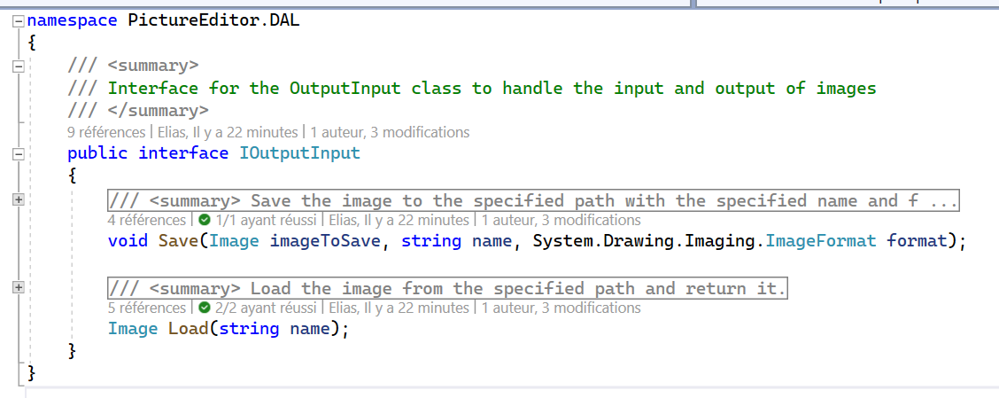 namespace PictureEditor.DAL
{
/// <summary>
/// Interface for the OutputInput class to handle the input and output of images
/// </summary>
9 références | Elias, Il y a 22 minutes | 1 auteur, 3 modifications
public interface IOutputInput
{
/// <summary> Save the image to the specified path with the specified name and f ...
4 références | 1/1 ayant réussi | Elias, Il y a 22 minutes | 1 auteur, 3 modifications
void Save(Image imageToSave, string name, System.Drawing.Imaging.ImageFormat format);
/// <summary> Load the image from the specified path and return it.
5 références | 2/2 ayant réussi | Elias, Il y a 22 minutes | 1 auteur, 3 modifications
Image Load(string name);
}
}